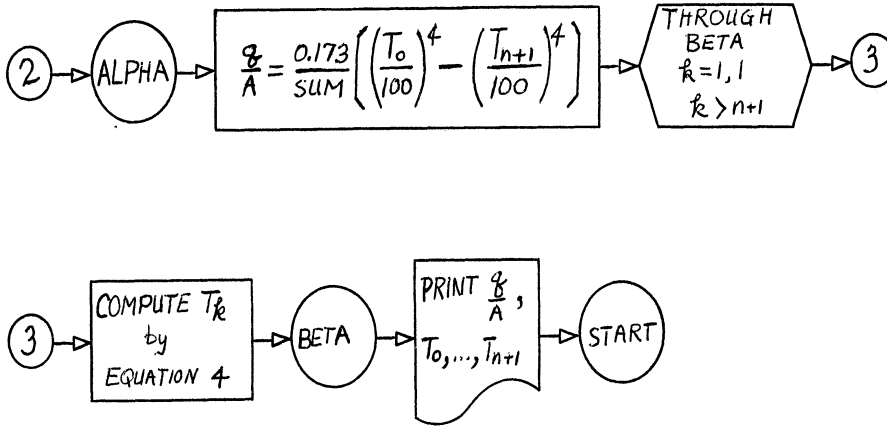 2
ALPHA
q/A = 0.173/SUM [(T₀/100)⁴ − (Tₙ₊₁/100)⁴]
THROUGH
BETA
k=1,1
k>n+1
3
3
COMPUTE Tₖ
by
EQUATION 4
BETA
PRINT q/A,
T₀,...,Tₙ₊₁
START